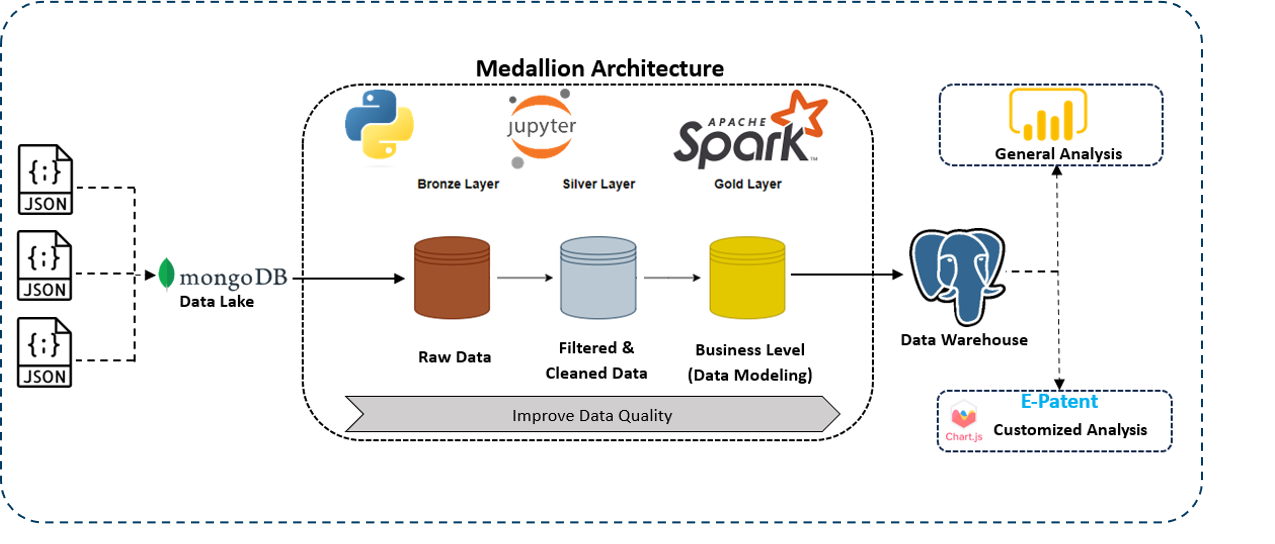 Medallion Architecture
jupyter
APACHE
Spark™
General Analysis
Bronze Layer
Silver Layer
Gold Layer
{;}
JSON
{;}
JSON
{;}
JSON
mongoDB
Data Lake
Raw Data
Filtered &
Cleaned Data
Business Level
(Data Modeling)
Improve Data Quality
Data Warehouse
E-Patent
Chart.js
Customized Analysis